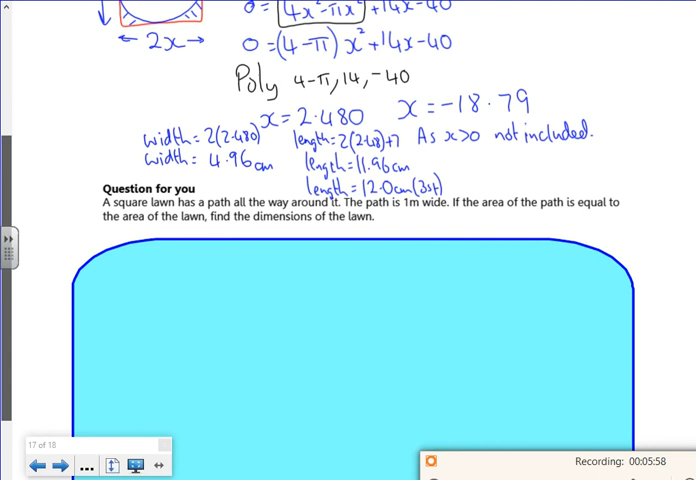 0 = 4x²-πx² +14x-40
2x 0 =(4-π) x²+14x-40
Poly 4-π, 14, -40
x = 2.480 x = -18.79
width = 2(2.480) length = 2(2.48)+7 As x>0 not included.
width = 4.96cm length = 11.96cm
length = 12.0cm (3sf)
Question for you
A square lawn has a path all the way around it. The path is 1m wide. If the area of the path is equal to
the area of the lawn, find the dimensions of the lawn.
17 of 18
Recording: 00:05:58